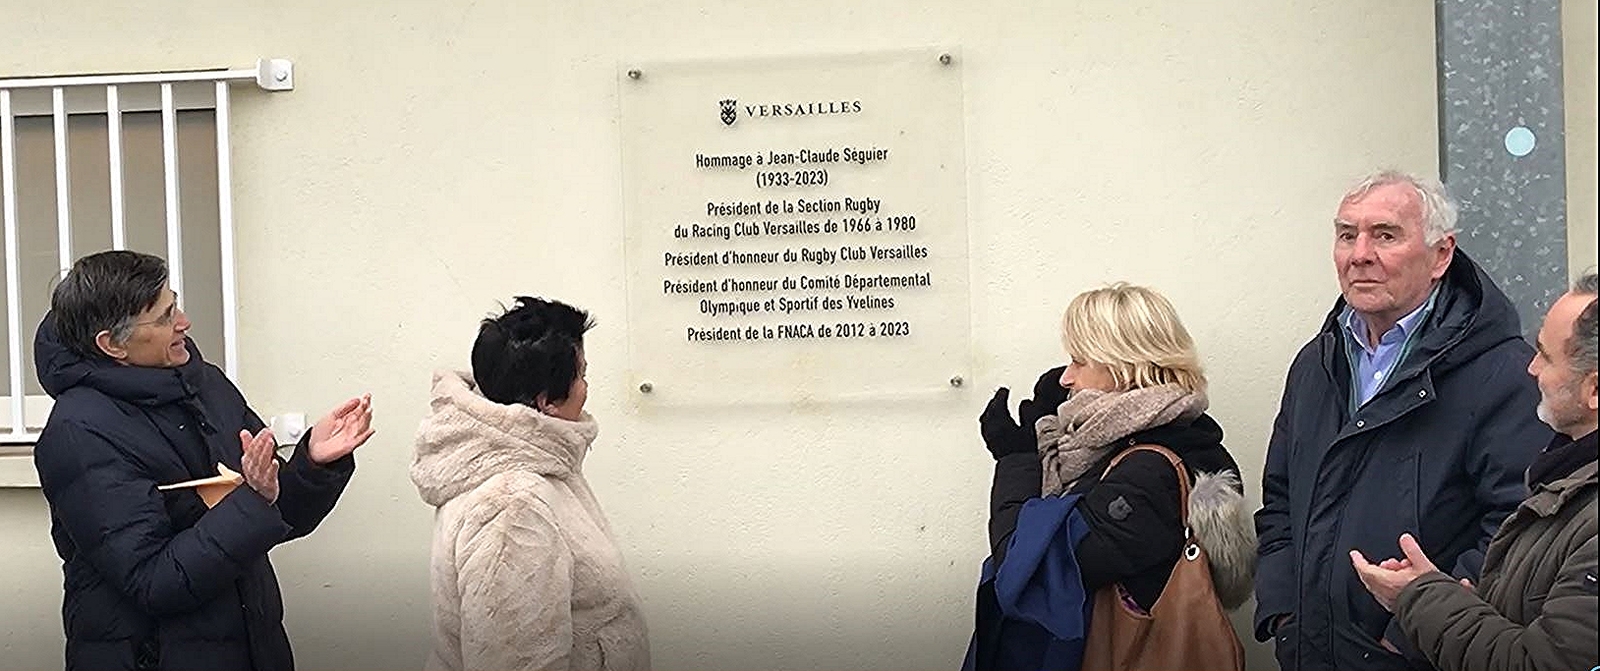 VERSAILLES
Hommage à Jean-Claude Séguier
(1933-2023)
Président de la Section Rugby
du Racing Club Versailles de 1966 à 1980
Président d'honneur du Rugby Club Versailles
Président d'honneur du Comité Départemental
Olympique et Sportif des Yvelines
Président de la FNACA de 2012 à 2023